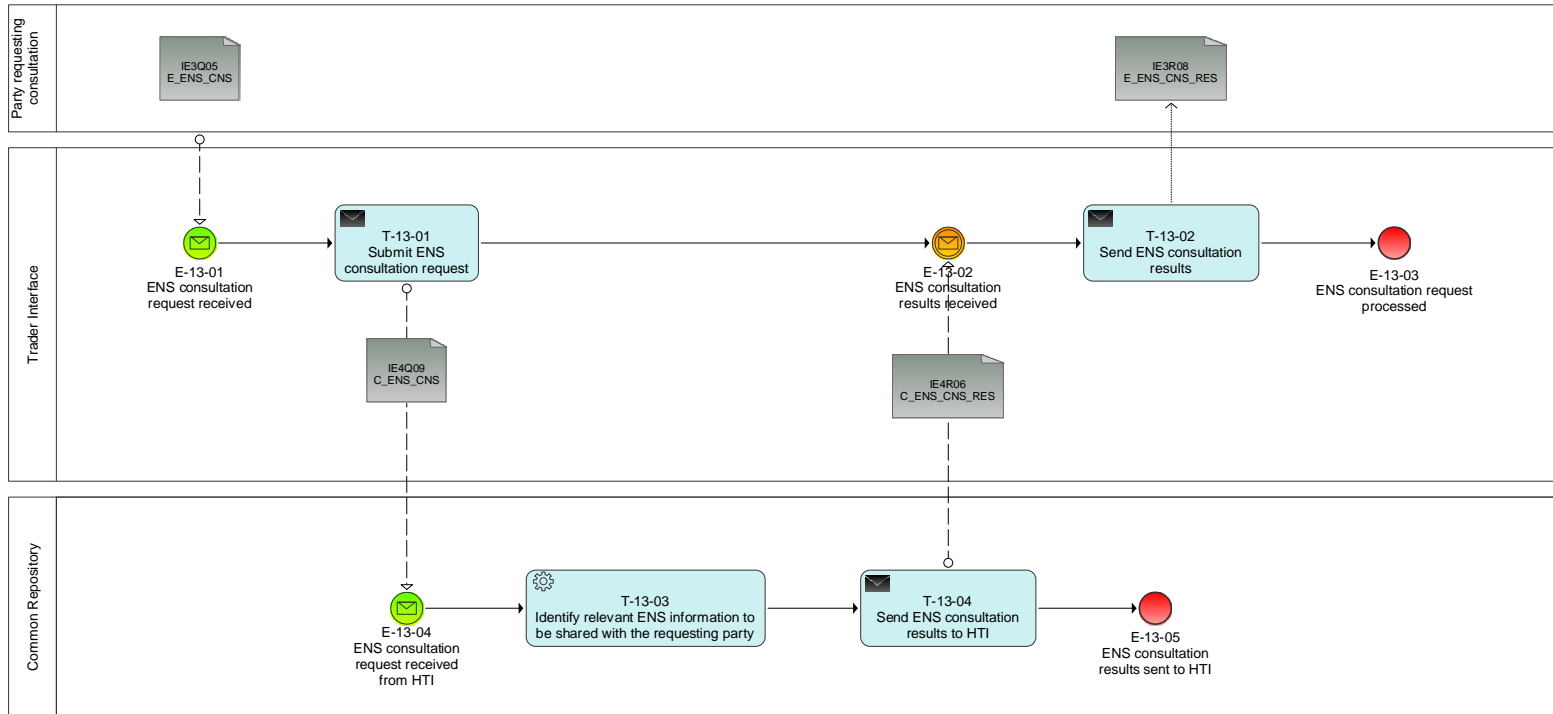 Party requesting
consultation
IE3Q05
E_ENS_CNS
IE3R08
E_ENS_CNS_RES
Trader Interface
E-13-01
ENS consultation
request received
T-13-01
Submit ENS
consultation request
E-13-02
ENS consultation
results received
T-13-02
Send ENS consultation
results
E-13-03
ENS consultation request
processed
IE4Q09
C_ENS_CNS
IE4R06
C_ENS_CNS_RES
Common Repository
E-13-04
ENS consultation
request received
from HTI
T-13-03
Identify relevant ENS information to
be shared with the requesting party
T-13-04
Send ENS consultation
results to HTI
E-13-05
ENS consultation
results sent to HTI